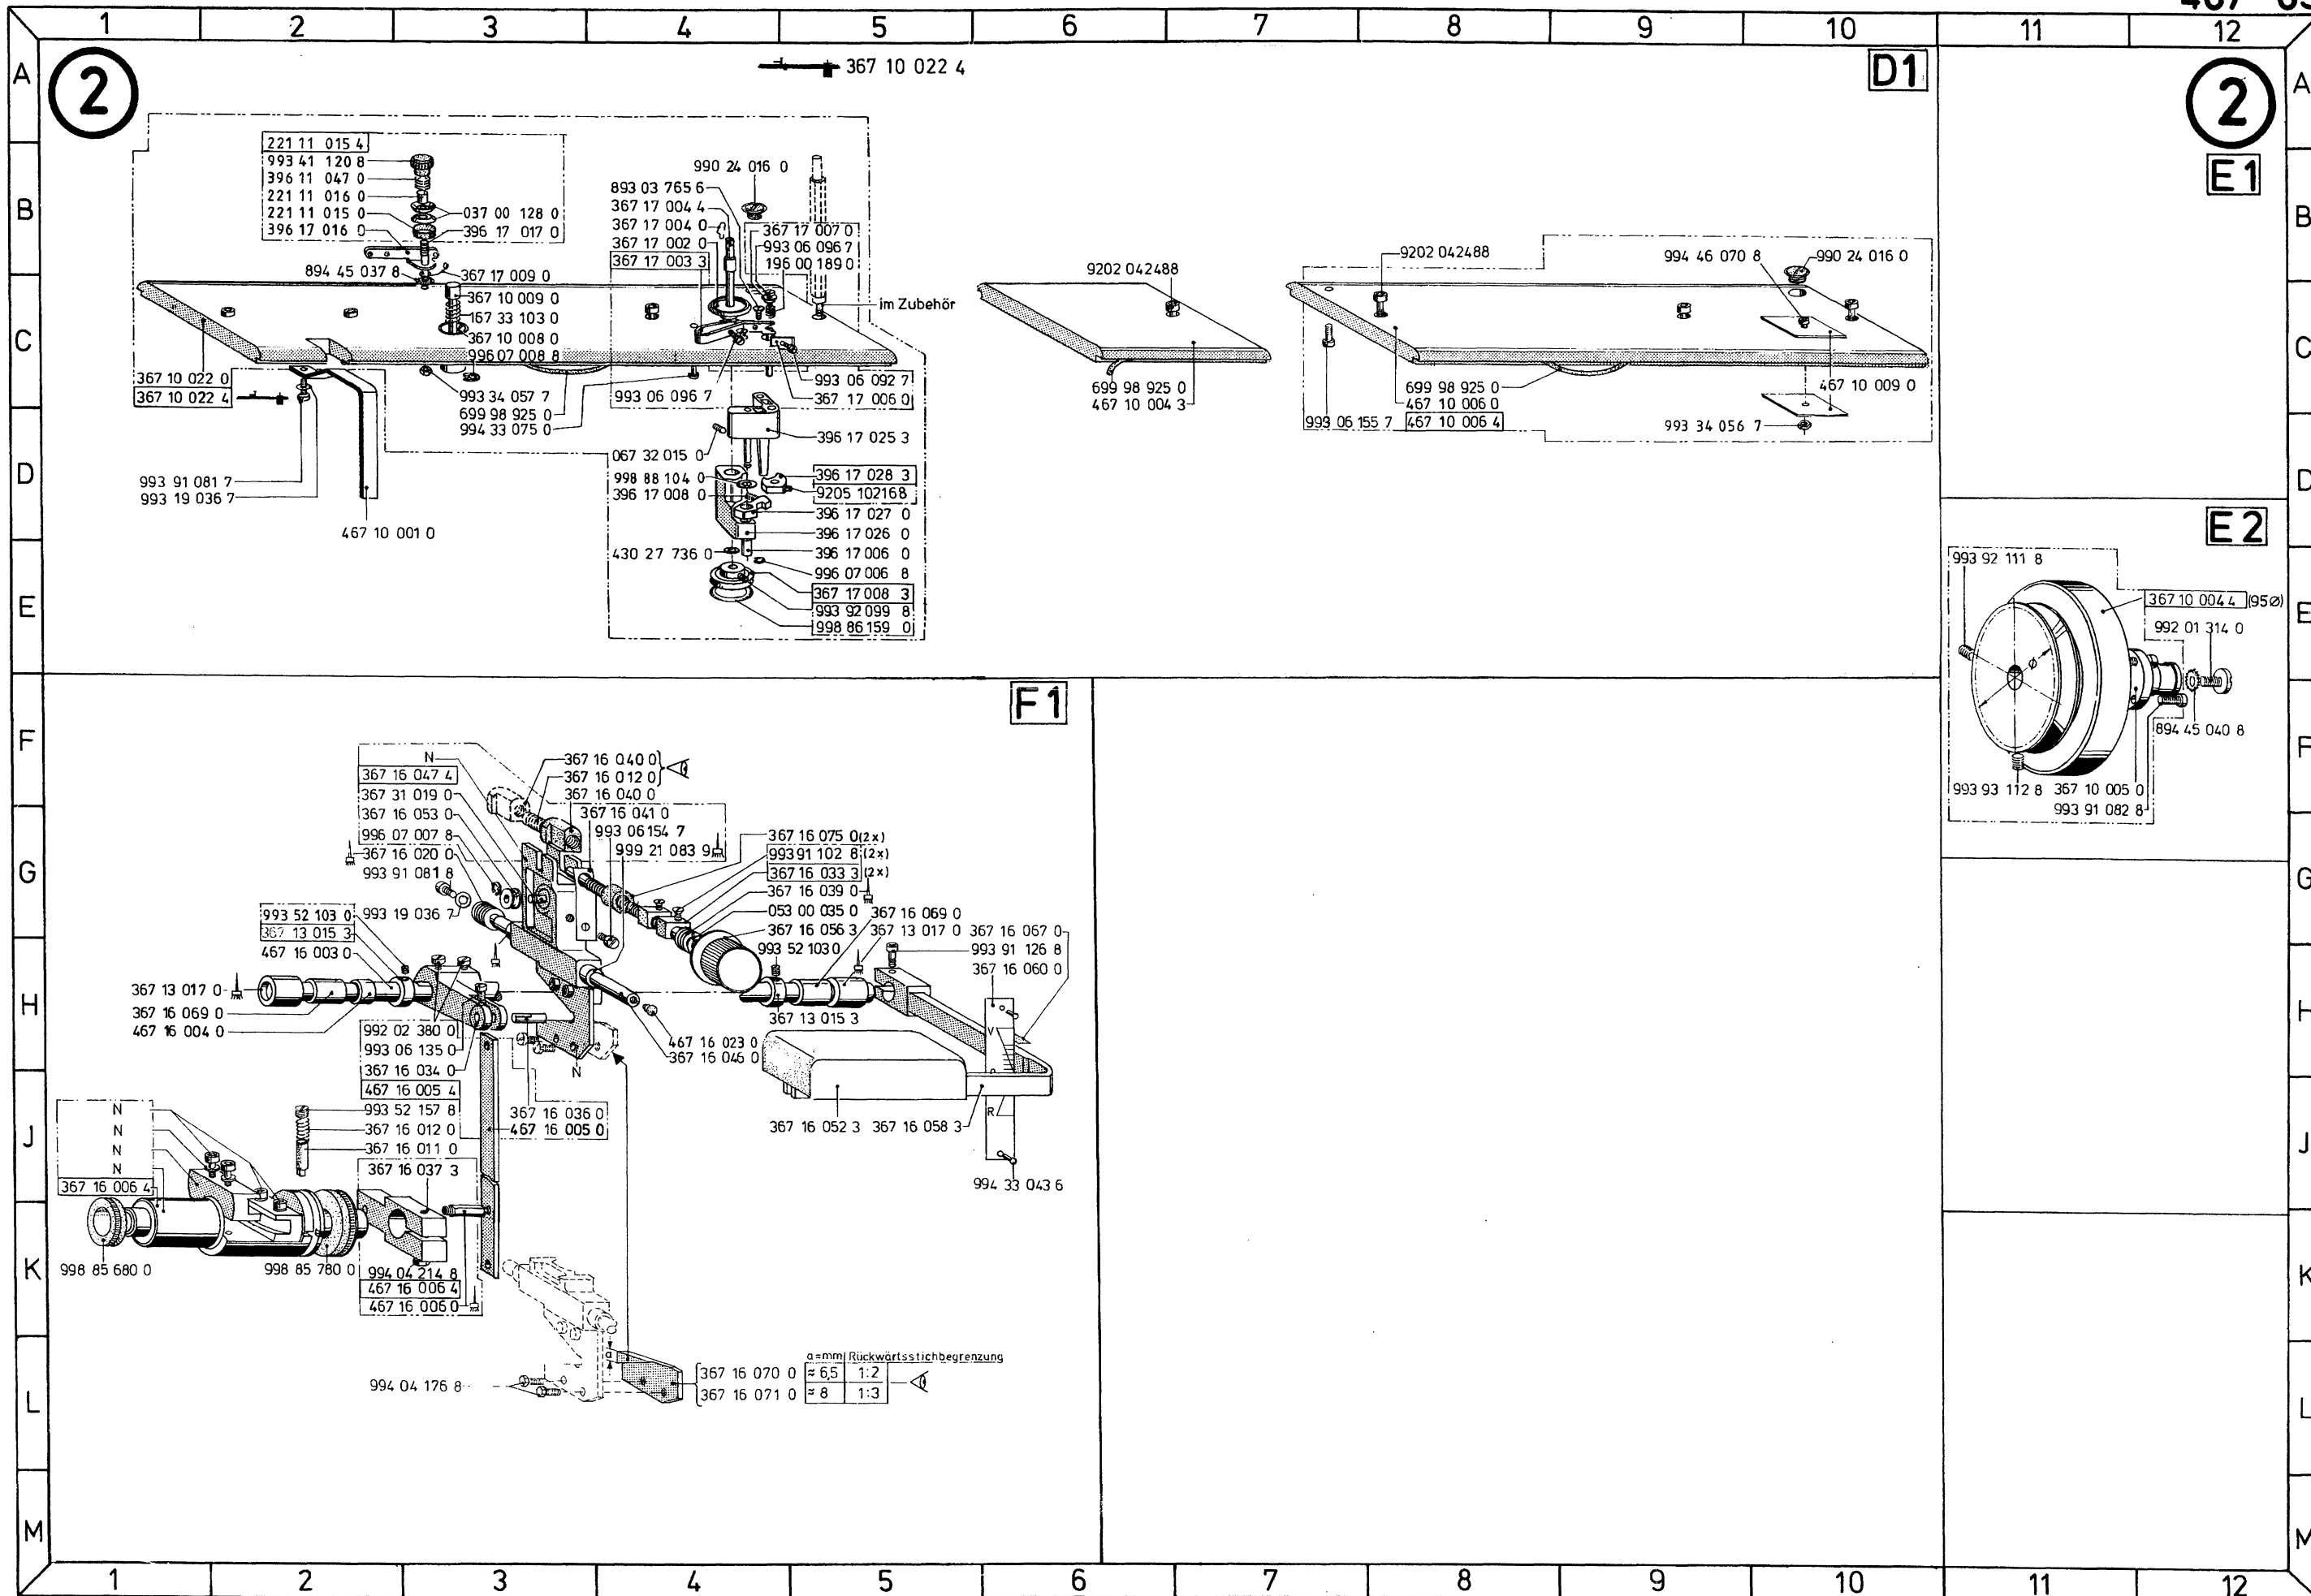 1 2 3 4 5 6 7 8 9 10 11 12
A
B
C
D
E
F
G
H
J
K
L
M
2
367 10 022 4
D1
221 11 015 4
993 41 120 8
396 11 047 0
221 11 016 0
221 11 015 0
396 17 016 0
037 00 128 0
396 17 017 0
894 45 037 8
367 17 009 0
367 10 009 0
167 33 103 0
367 10 008 0
996 07 008 8
367 10 022 0
367 10 022 4
993 34 057 7
699 98 925 0
994 33 075 0
993 91 081 7
993 19 036 7
467 10 001 0
990 24 016 0
893 03 765 6
367 17 004 4
367 17 004 0
367 17 002 0
367 17 003 3
367 17 007 0
993 06 096 7
196 00 189 0
im Zubehör
993 06 092 7
367 17 006 0
993 06 096 7
396 17 025 3
067 32 015 0
998 88 104 0
396 17 008 0
396 17 028 3
9205 102168
396 17 027 0
396 17 026 0
430 27 736 0
396 17 006 0
996 07 006 8
367 17 008 3
993 92 099 8
998 86 159 0
9202 042488
699 98 925 0
467 10 004 3
9202 042488
994 46 070 8
990 24 016 0
699 98 925 0
467 10 006 0
467 10 006 4
993 06 155 7
467 10 009 0
993 34 056 7
2
E1
E2
993 92 111 8
367 10 004 4 (95Ø)
992 01 314 0
ϕ
894 45 040 8
993 93 112 8
367 10 005 0
993 91 082 8
F1
N
367 16 047 4
367 31 019 0
367 16 053 0
996 07 007 8
367 16 020 0
993 91 081 8
993 19 036 7
367 16 040 0
367 16 012 0
367 16 040 0
367 16 041 0
993 06 154 7
999 21 083 9
367 16 075 0 (2x)
993 91 102 8 (2x)
367 16 033 3 (2x)
367 16 039 0
053 00 035 0
367 16 056 3
993 52 103 0
367 16 069 0
367 13 017 0
367 16 067 0
993 91 126 8
367 16 060 0
993 52 103 0
367 13 015 3
467 16 003 0
367 13 017 0
367 16 069 0
467 16 004 0
992 02 380 0
993 06 135 0
367 16 034 0
467 16 005 4
993 52 157 8
367 16 012 0
367 16 011 0
367 16 037 3
367 16 036 0
467 16 005 0
N
467 16 023 0
367 16 046 0
367 13 015 3
V
R
367 16 052 3
367 16 058 3
994 33 043 6
N
N
N
N
367 16 006 4
998 85 680 0
998 85 780 0
994 04 214 8
467 16 006 4
467 16 006 0
a
994 04 176 8
a=mm Rückwärtsstichbegrenzung
367 16 070 0 ≈ 6,5 1:2
367 16 071 0 ≈ 8 1:3
1 2 3 4 5 6 7 8 9 10 11 12